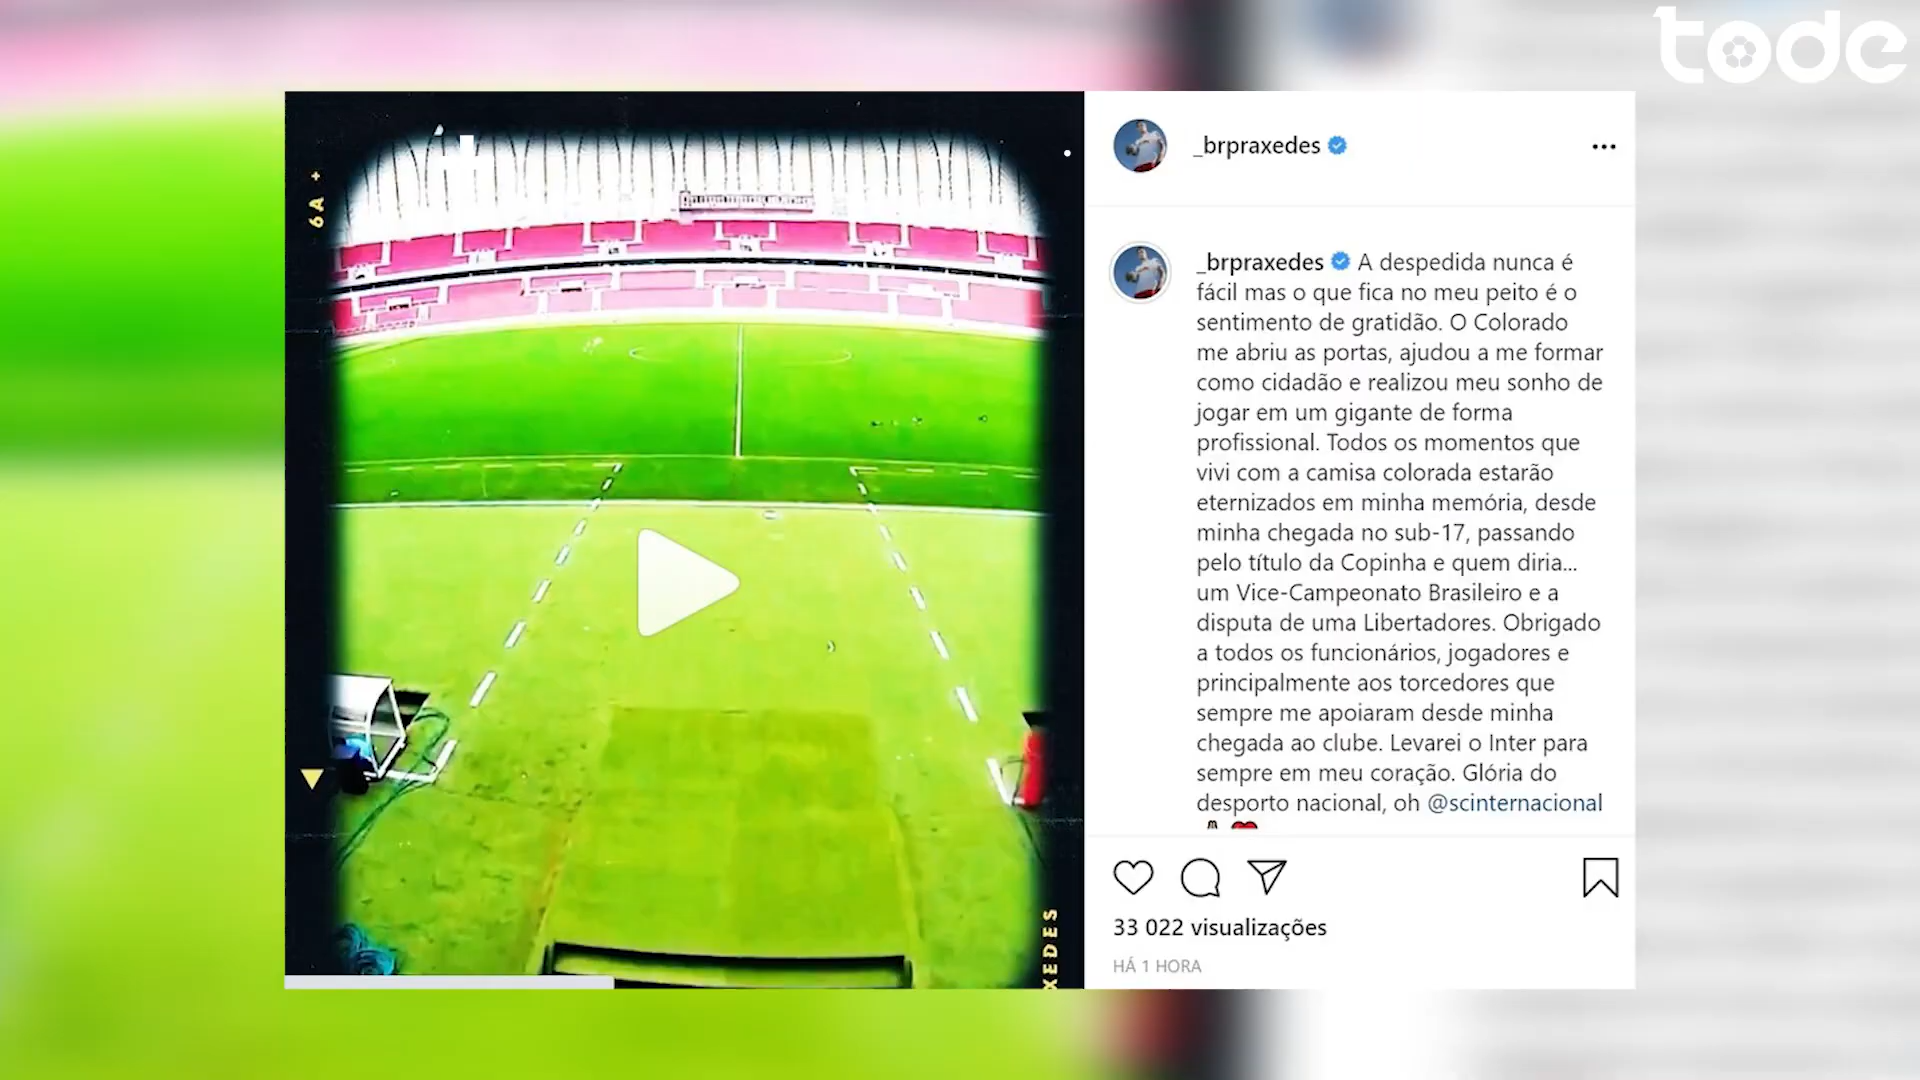 tode
6A
XEDES
_brpraxedes
_brpraxedes A despedida nunca é
fácil mas o que fica no meu peito é o
sentimento de gratidão. O Colorado
me abriu as portas, ajudou a me formar
como cidadão e realizou meu sonho de
jogar em um gigante de forma
profissional. Todos os momentos que
vivi com a camisa colorada estarão
eternizados em minha memória, desde
minha chegada no sub-17, passando
pelo título da Copinha e quem diria...
um Vice-Campeonato Brasileiro e a
disputa de uma Libertadores. Obrigado
a todos os funcionários, jogadores e
principalmente aos torcedores que
sempre me apoiaram desde minha
chegada ao clube. Levarei o Inter para
sempre em meu coração. Glória do
desporto nacional, oh @scinternacional
33 022 visualizações
HÁ 1 HORA